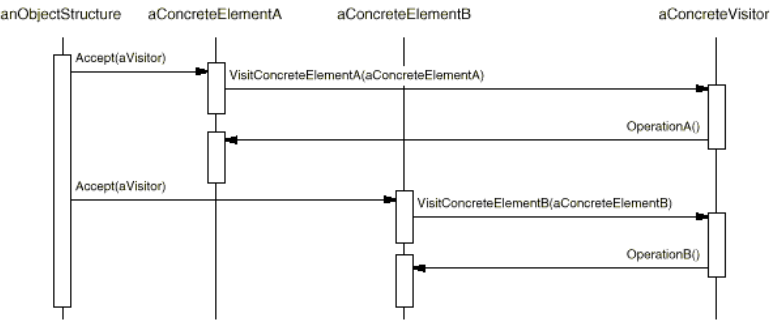 anObjectStructure aConcreteElementA aConcreteElementB aConcreteVisitor
Accept(aVisitor)
VisitConcreteElementA(aConcreteElementA)
OperationA()
Accept(aVisitor)
VisitConcreteElementB(aConcreteElementB)
OperationB()